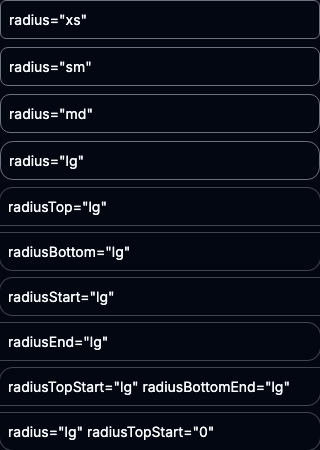 radius="xs"
radius="sm"
radius="md"
radius="lg"
radiusTop="lg"
radiusBottom="lg"
radiusStart="lg"
radiusEnd="lg"
radiusTopStart="lg" radiusBottomEnd="lg"
radius="lg" radiusTopStart="0"